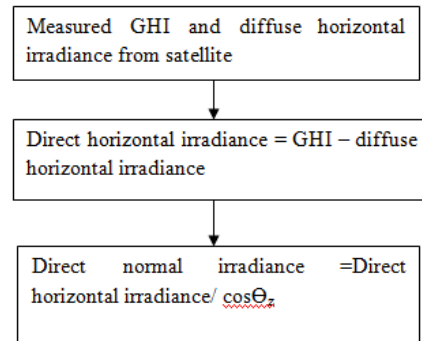 Measured GHI and diffuse horizontal
irradiance from satellite
Direct horizontal irradiance = GHI – diffuse
horizontal irradiance
Direct normal irradiance =Direct
horizontal irradiance/ cosΘz